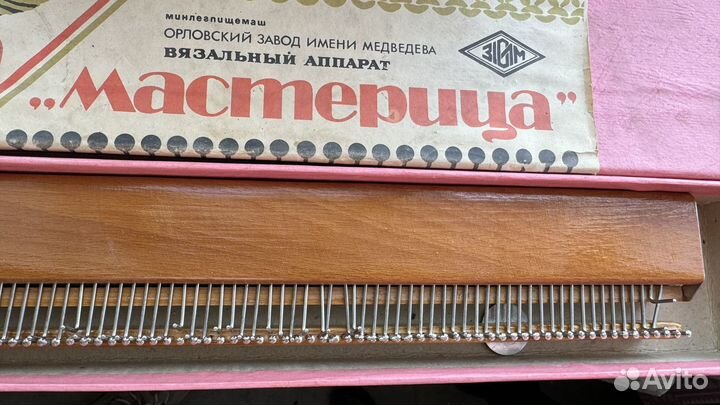 минлегпищемаш
ОРЛОВСКИЙ ЗАВОД ИМЕНИ МЕДВЕДЕВА
ВЯЗАЛЬНЫЙ АППАРАТ
„Мастерица”
Avito